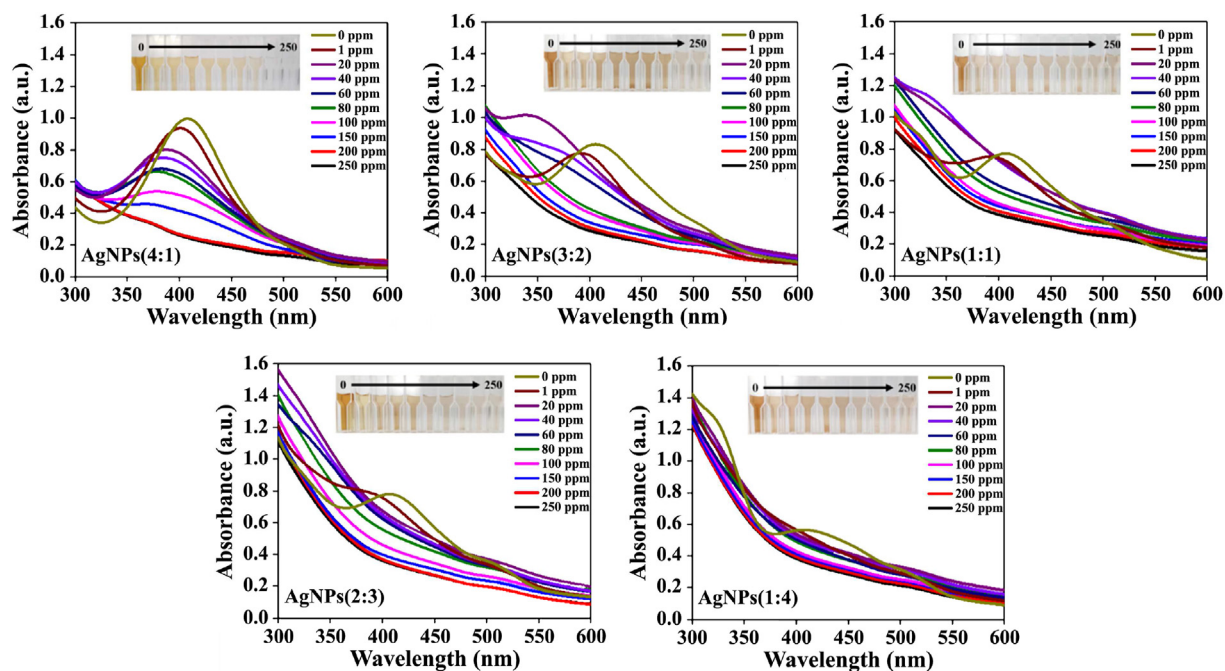 1.6
1.4
1.2
1.0
0.8
0.6
0.4
0.2
0.0
Absorbance (a.u.)
0 250
0 ppm
1 ppm
20 ppm
40 ppm
60 ppm
80 ppm
100 ppm
150 ppm
200 ppm
250 ppm
AgNPs(4:1)
300 350 400 450 500 550 600
Wavelength (nm)
1.6
1.4
1.2
1.0
0.8
0.6
0.4
0.2
0.0
Absorbance (a.u.)
0 250
0 ppm
1 ppm
20 ppm
40 ppm
60 ppm
80 ppm
100 ppm
150 ppm
200 ppm
250 ppm
AgNPs(3:2)
300 350 400 450 500 550 600
Wavelength (nm)
1.6
1.4
1.2
1.0
0.8
0.6
0.4
0.2
0.0
Absorbance (a.u.)
0 250
0 ppm
1 ppm
20 ppm
40 ppm
60 ppm
80 ppm
100 ppm
150 ppm
200 ppm
250 ppm
AgNPs(1:1)
300 350 400 450 500 550 600
Wavelength (nm)
1.6
1.4
1.2
1.0
0.8
0.6
0.4
0.2
0.0
Absorbance (a.u.)
0 250
0 ppm
1 ppm
20 ppm
40 ppm
60 ppm
80 ppm
100 ppm
150 ppm
200 ppm
250 ppm
AgNPs(2:3)
300 350 400 450 500 550 600
Wavelength (nm)
1.6
1.4
1.2
1.0
0.8
0.6
0.4
0.2
0.0
Absorbance (a.u.)
0 250
0 ppm
1 ppm
20 ppm
40 ppm
60 ppm
80 ppm
100 ppm
150 ppm
200 ppm
250 ppm
AgNPs(1:4)
300 350 400 450 500 550 600
Wavelength (nm)